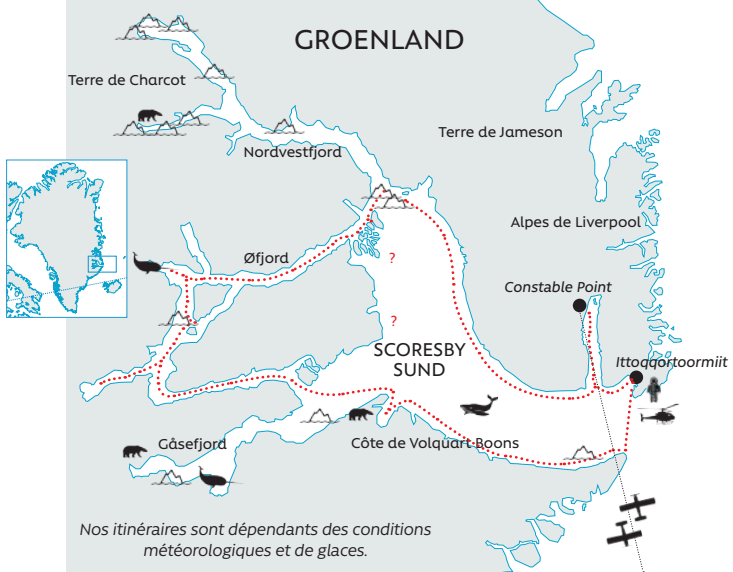 GROENLAND
Terre de Charcot
Terre de Jameson
Nordvestfjord
Alpes de Liverpool
Øfjord
?
Constable Point
?
SCORESBY
SUND
Ittoqqortoormiit
Gåsefjord
Côte de Volquart Boons
Nos itinéraires sont dépendants des conditions
météorologiques et de glaces.